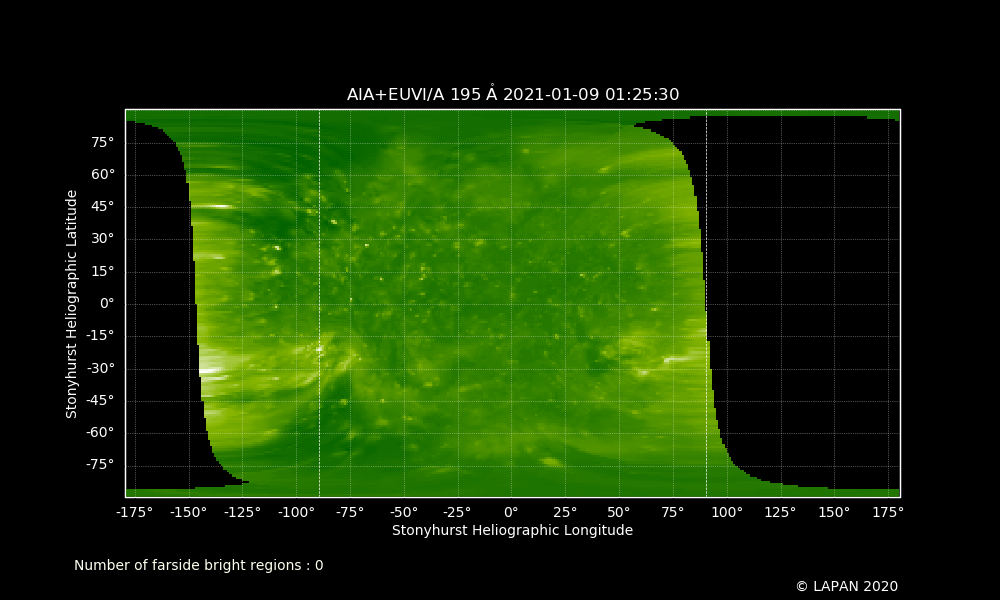 AIA+EUVI/A 195 Å 2021-01-09 01:25:30
75°
60°
45°
30°
15°
0°
-15°
-30°
-45°
-60°
-75°
Stonyhurst Heliographic Latitude
-175° -150° -125° -100° -75° -50° -25° 0° 25° 50° 75° 100° 125° 150° 175°
Stonyhurst Heliographic Longitude
Number of farside bright regions : 0
© LAPAN 2020